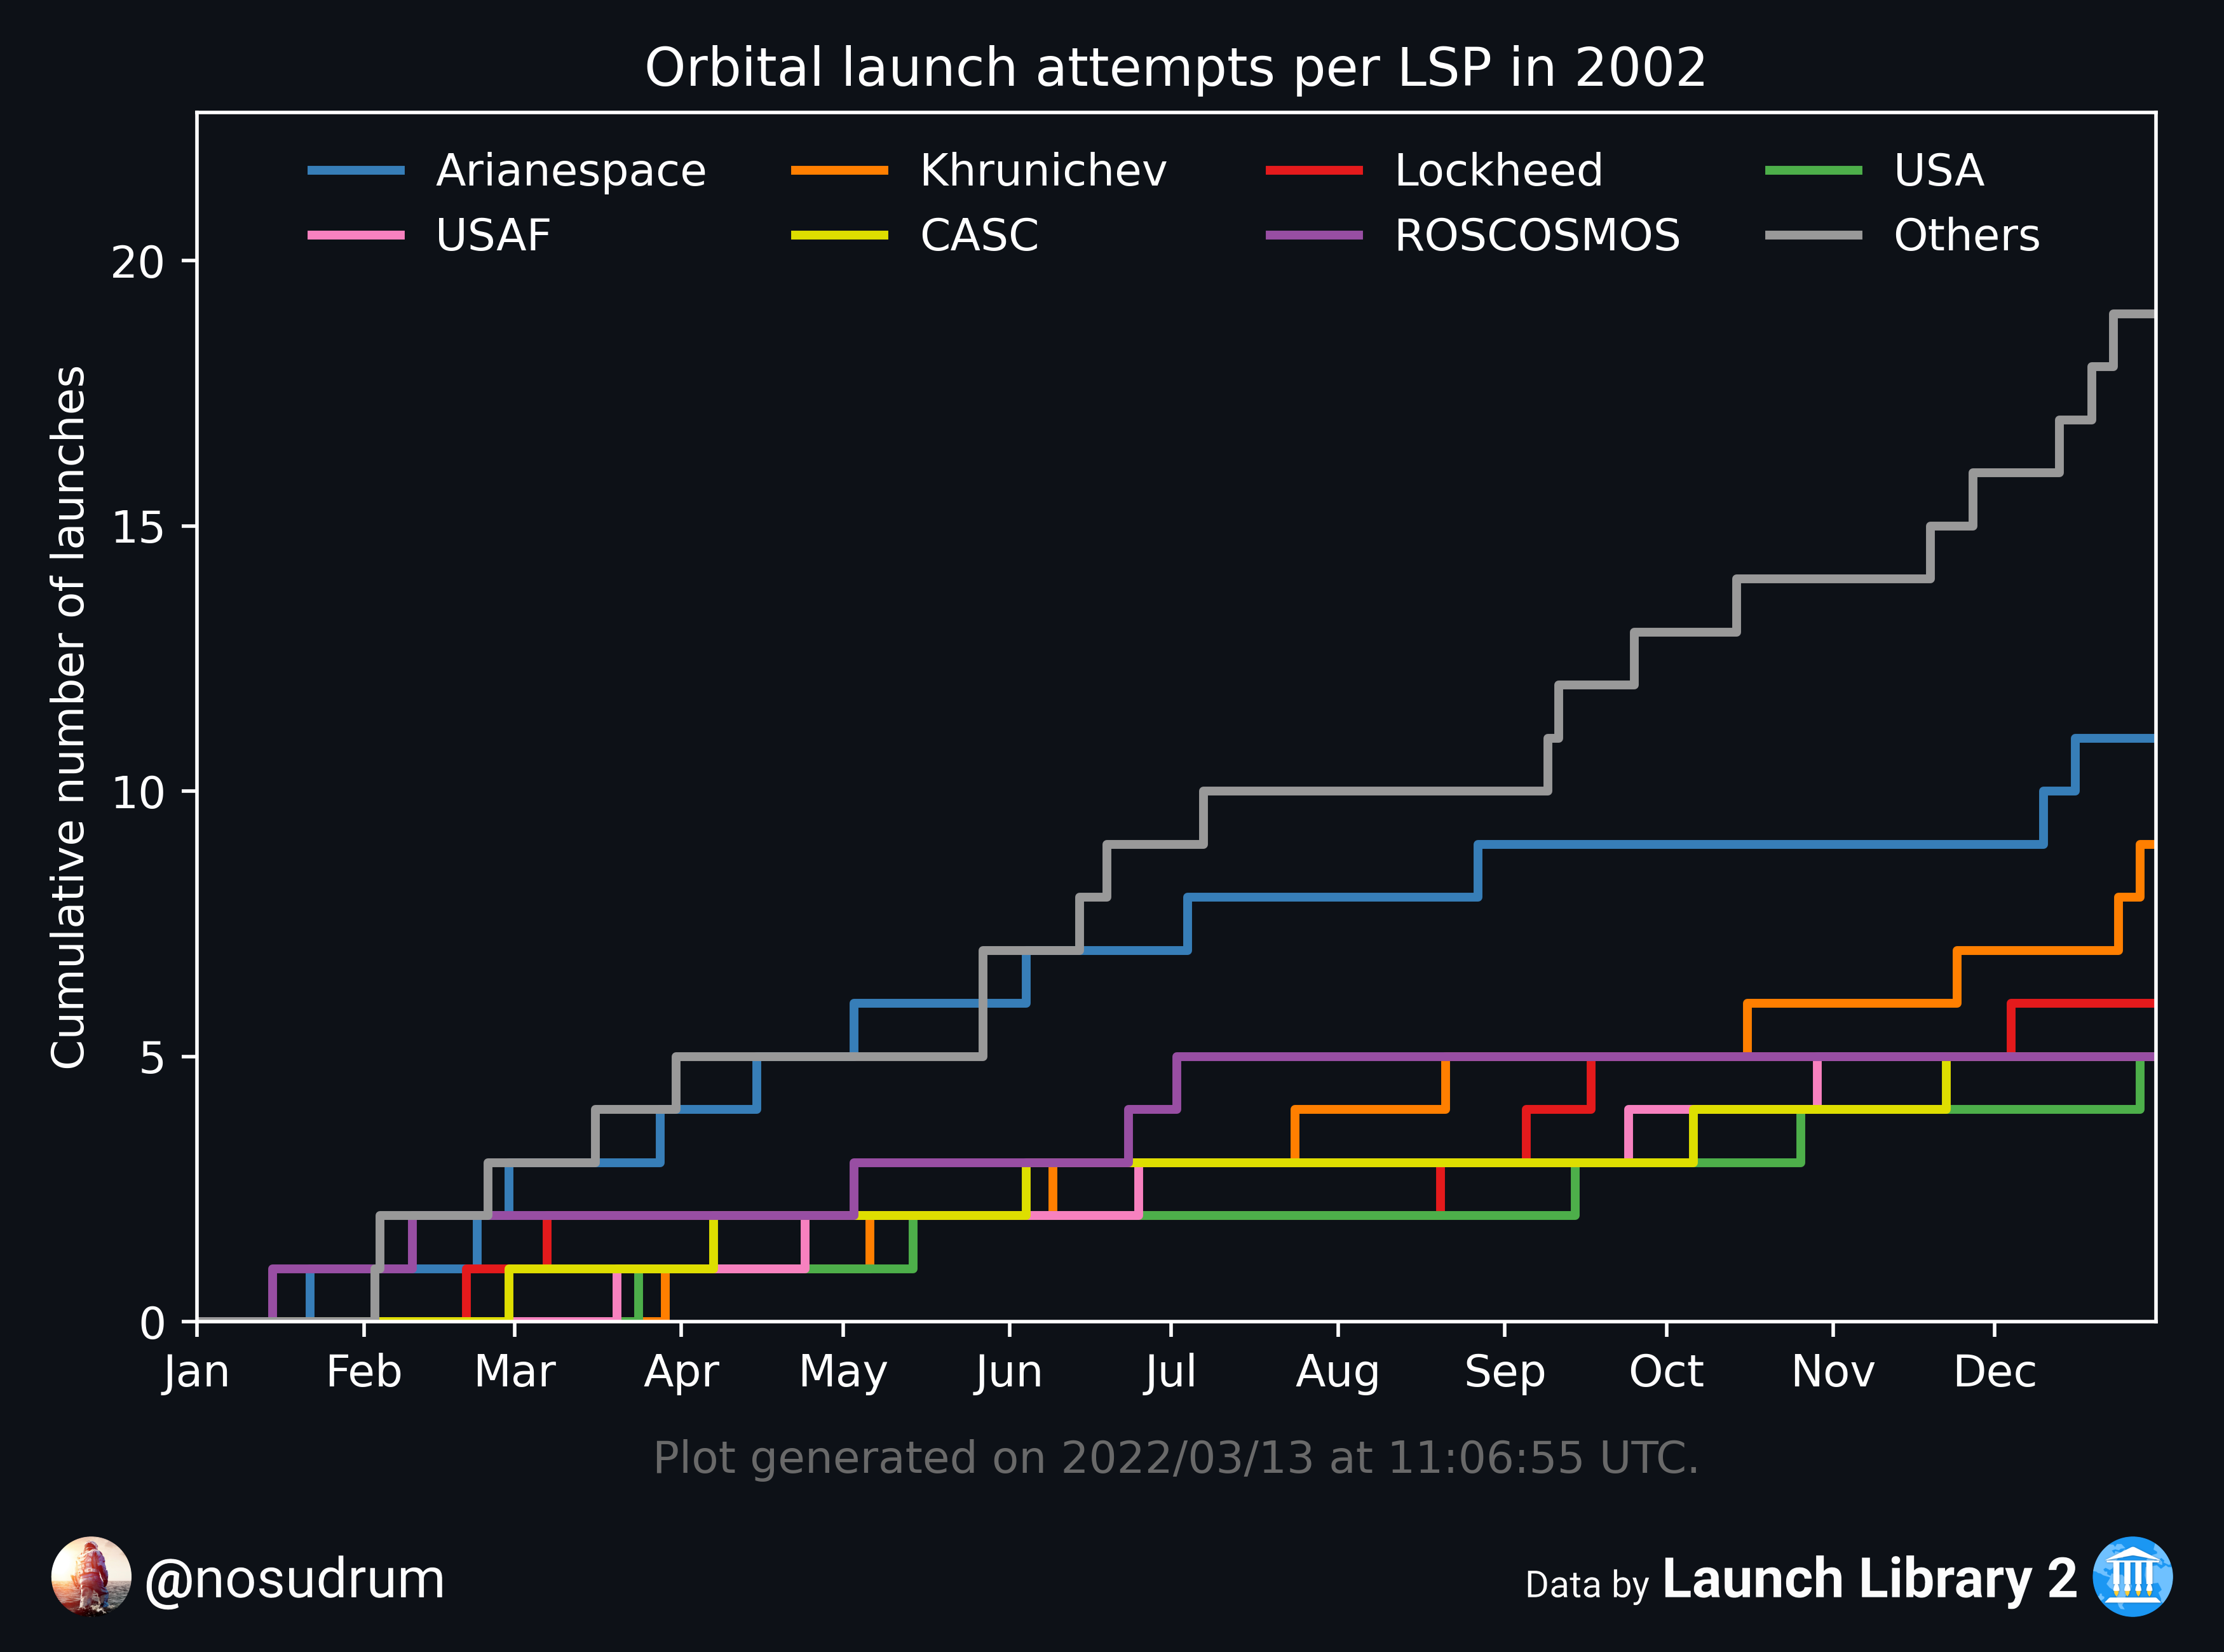 Orbital launch attempts per LSP in 2002
Arianespace Khrunichev Lockheed USA
USAF CASC ROSCOSMOS Others
Cumulative number of launches
20
15
10
5
0
Jan Feb Mar Apr May Jun Jul Aug Sep Oct Nov Dec
Plot generated on 2022/03/13 at 11:06:55 UTC.
@nosudrum
Data by Launch Library 2